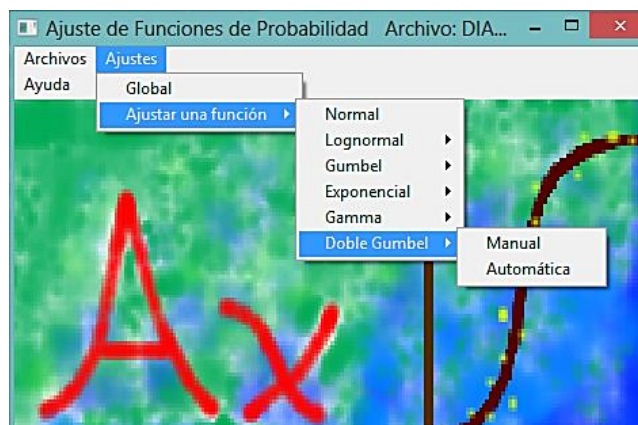 Ajuste de Funciones de Probabilidad Archivo: DIA...
Archivos Ajustes
Ayuda
Global
Ajustar una función
Normal
Lognormal
Gumbel
Exponencial
Gamma
Doble Gumbel
Manual
Automática
Ax